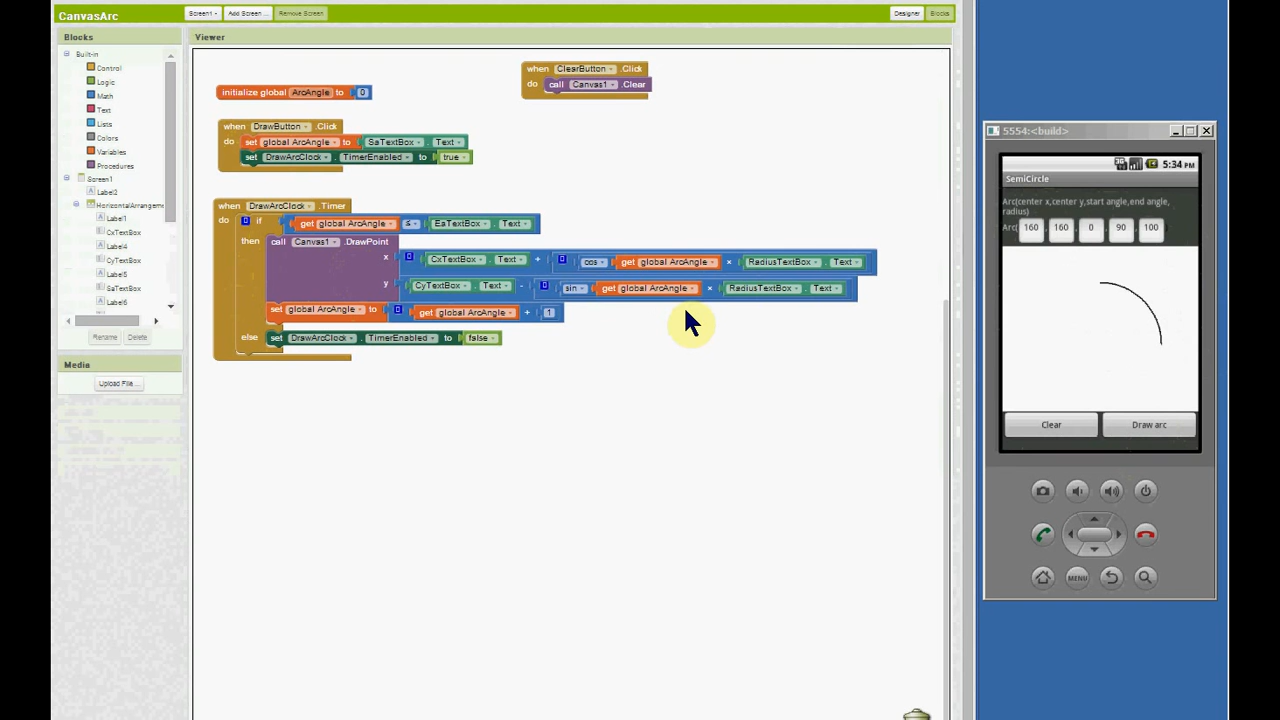 CanvasArc
Screen1
Add Screen ...
Remove Screen
Designer
Blocks
Blocks
Viewer
Built-in
Control
Logic
Math
Text
Lists
Colors
Variables
Procedures
Screen1
Label2
HorizontalArrangeme
Label1
CxTextBox
Label4
CyTextBox
Label5
SaTextBox
Label6
Rename
Delete
Media
Upload File...
initialize global ArcAngle to 0
when ClearButton .Click
do call Canvas1 .Clear
when DrawButton .Click
do set global ArcAngle to SaTextBox . Text
set DrawArcClock . TimerEnabled to true
when DrawArcClock .Timer
do if get global ArcAngle ≤ EaTextBox . Text
then call Canvas1 .DrawPoint
x CxTextBox . Text + cos get global ArcAngle × RadiusTextBox . Text
y CyTextBox . Text - sin get global ArcAngle × RadiusTextBox . Text
set global ArcAngle to get global ArcAngle + 1
else set DrawArcClock . TimerEnabled to false
5554:<build>
3G 5:34 PM
SemiCircle
Arc(center x,center y,start angle,end angle,
radius)
Arc( 160 , 160 , 0 , 90 , 100 )
Clear
Draw arc
MENU